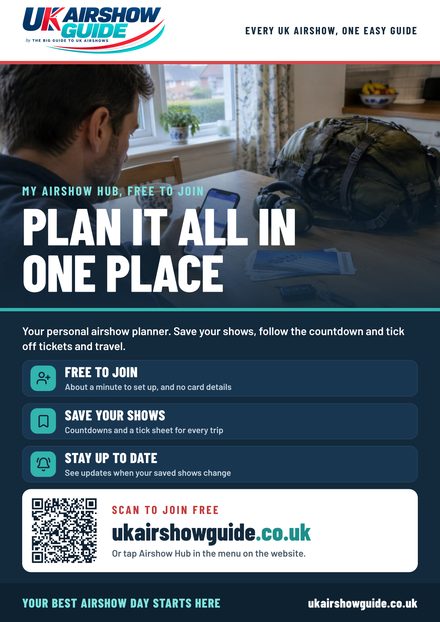 UK AIRSHOW
GUIDE
by THE BIG GUIDE TO UK AIRSHOWS
EVERY UK AIRSHOW, ONE EASY GUIDE
MY AIRSHOW HUB, FREE TO JOIN
PLAN IT ALL IN
ONE PLACE
Your personal airshow planner. Save your shows, follow the countdown and tick
off tickets and travel.
FREE TO JOIN
About a minute to set up, and no card details
SAVE YOUR SHOWS
Countdowns and a tick sheet for every trip
STAY UP TO DATE
See updates when your saved shows change
SCAN TO JOIN FREE
ukairshowguide.co.uk
Or tap Airshow Hub in the menu on the website.
YOUR BEST AIRSHOW DAY STARTS HERE
ukairshowguide.co.uk